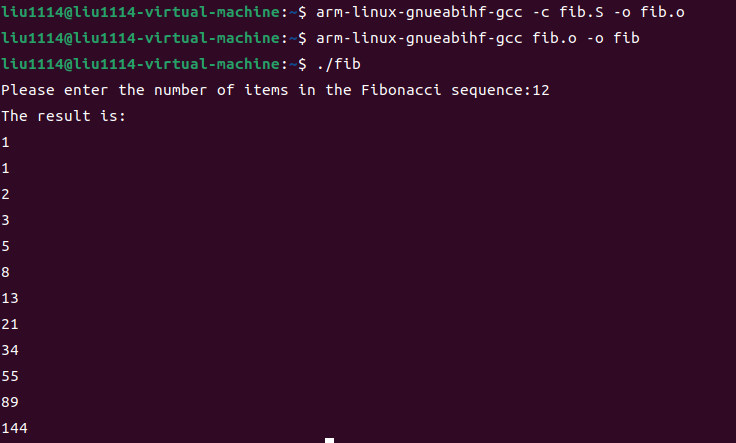 liu1114@liu1114-virtual-machine:~$ arm-linux-gnueabihf-gcc -c fib.S -o fib.o
liu1114@liu1114-virtual-machine:~$ arm-linux-gnueabihf-gcc fib.o -o fib
liu1114@liu1114-virtual-machine:~$ ./fib
Please enter the number of items in the Fibonacci sequence:12
The result is:
1
1
2
3
5
8
13
21
34
55
89
144